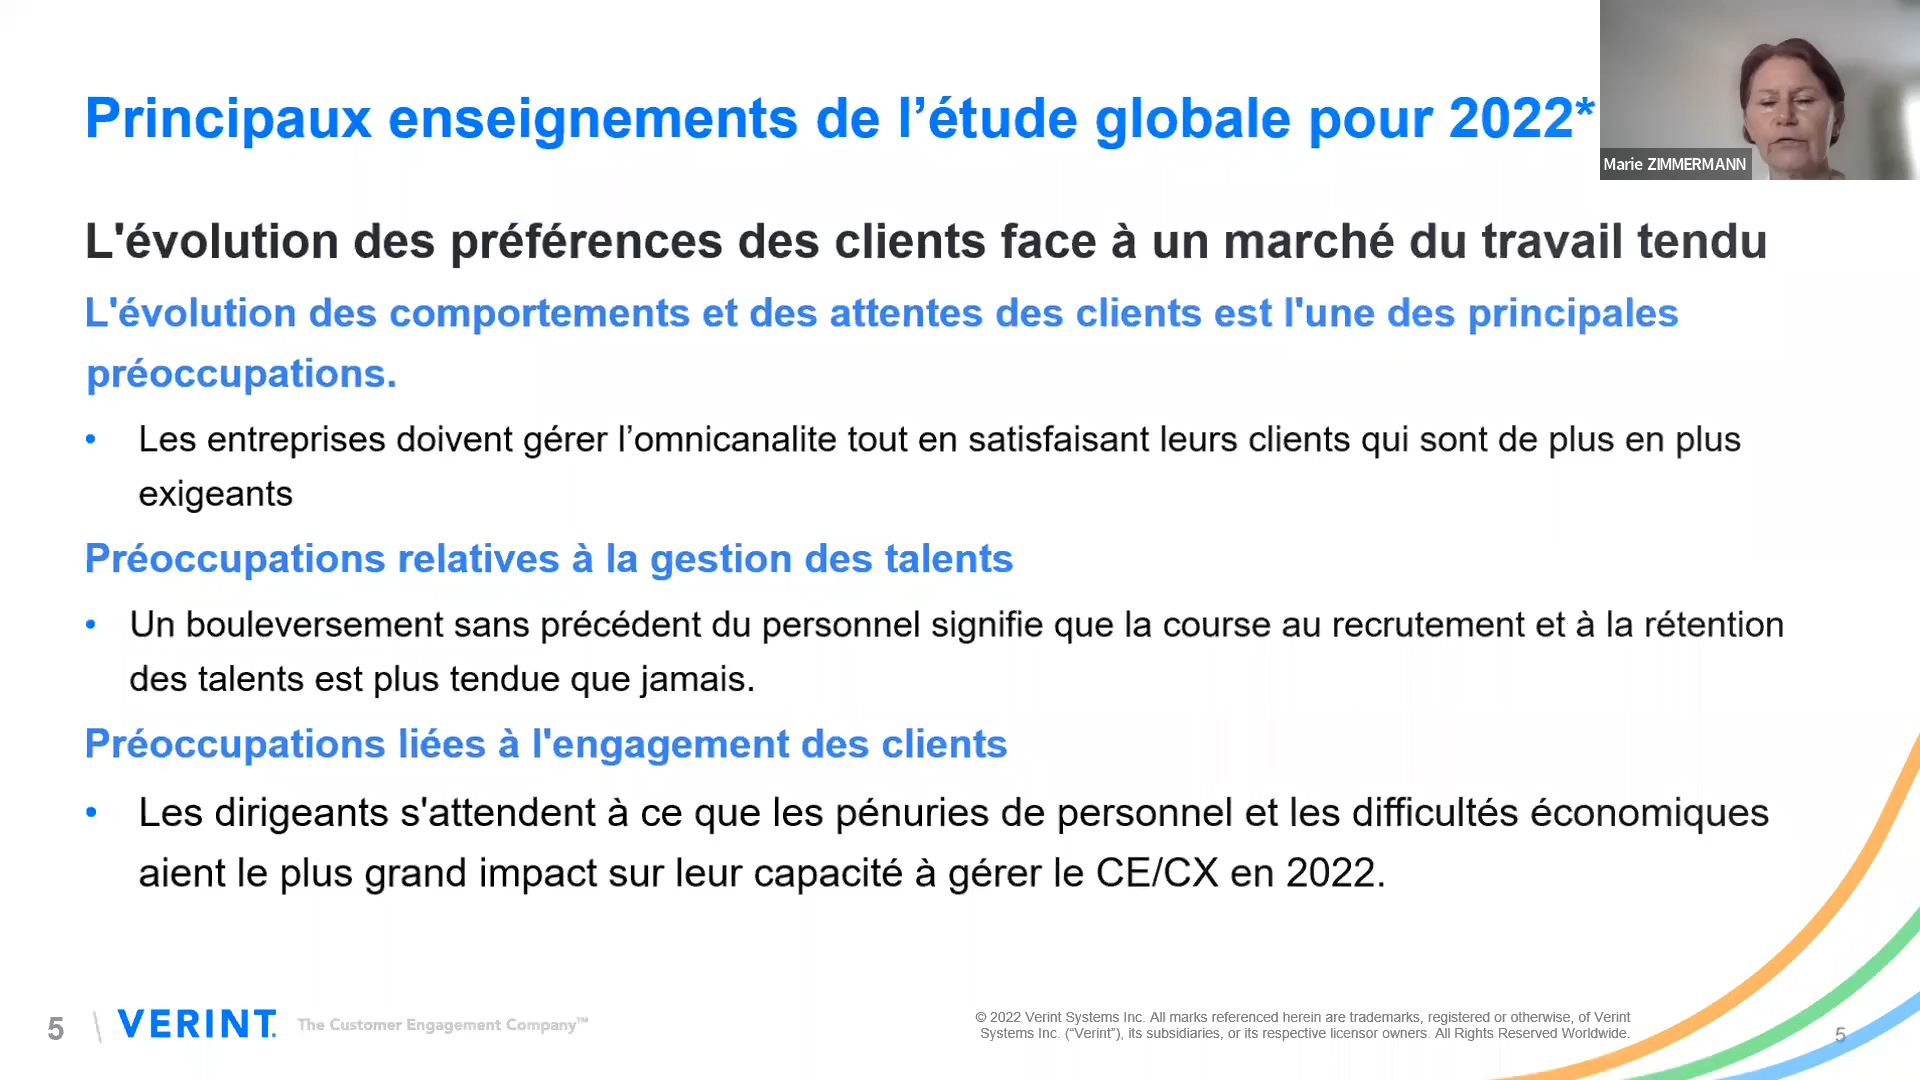 Principaux enseignements de l’étude globale pour 2022*
Marie ZIMMERMANN
L'évolution des préférences des clients face à un marché du travail tendu
L'évolution des comportements et des attentes des clients est l'une des principales
préoccupations.
• Les entreprises doivent gérer l’omnicanalite tout en satisfaisant leurs clients qui sont de plus en plus
exigeants
Préoccupations relatives à la gestion des talents
• Un bouleversement sans précédent du personnel signifie que la course au recrutement et à la rétention
des talents est plus tendue que jamais.
Préoccupations liées à l'engagement des clients
• Les dirigeants s'attendent à ce que les pénuries de personnel et les difficultés économiques
aient le plus grand impact sur leur capacité à gérer le CE/CX en 2022.
5 VERINT. The Customer Engagement Company™
© 2022 Verint Systems Inc. All marks referenced herein are trademarks, registered or otherwise, of Verint
Systems Inc. (“Verint”), its subsidiaries, or its respective licensor owners. All Rights Reserved Worldwide.
5